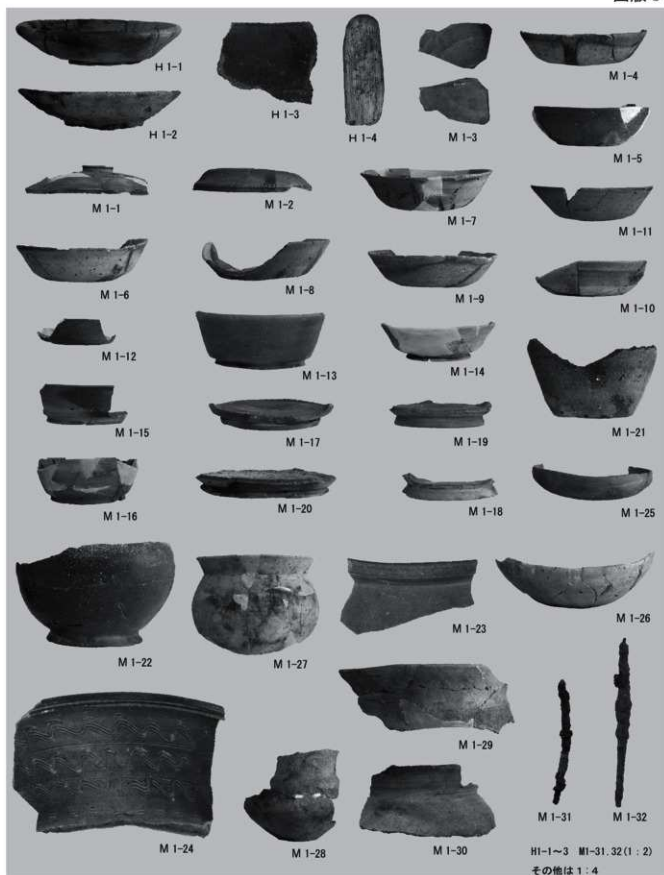 H 1-1
H 1-2
H 1-3
H 1-4
M 1-3
M 1-4
M 1-5
M 1-1
M 1-2
M 1-7
M 1-11
M 1-6
M 1-8
M 1-9
M 1-10
M 1-12
M 1-13
M 1-14
M 1-21
M 1-15
M 1-17
M 1-19
M 1-16
M 1-20
M 1-18
M 1-25
M 1-22
M 1-27
M 1-23
M 1-26
M 1-29
M 1-24
M 1-28
M 1-30
M 1-31
M 1-32
H1-1～3 M1-31.32(1:2)
その他は1:4